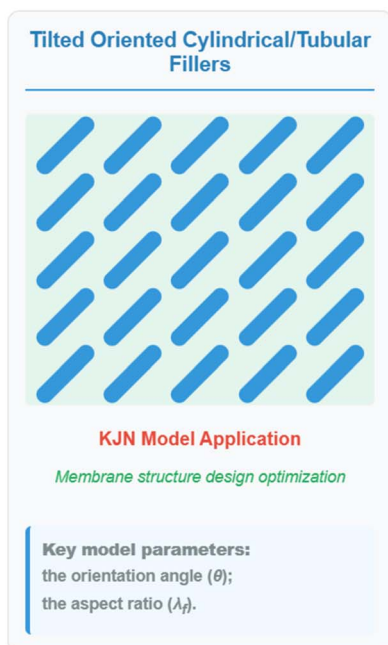 Tilted Oriented Cylindrical/Tubular
Fillers
KJN Model Application
Membrane structure design optimization
Key model parameters:
the orientation angle (θ);
the aspect ratio (λf).